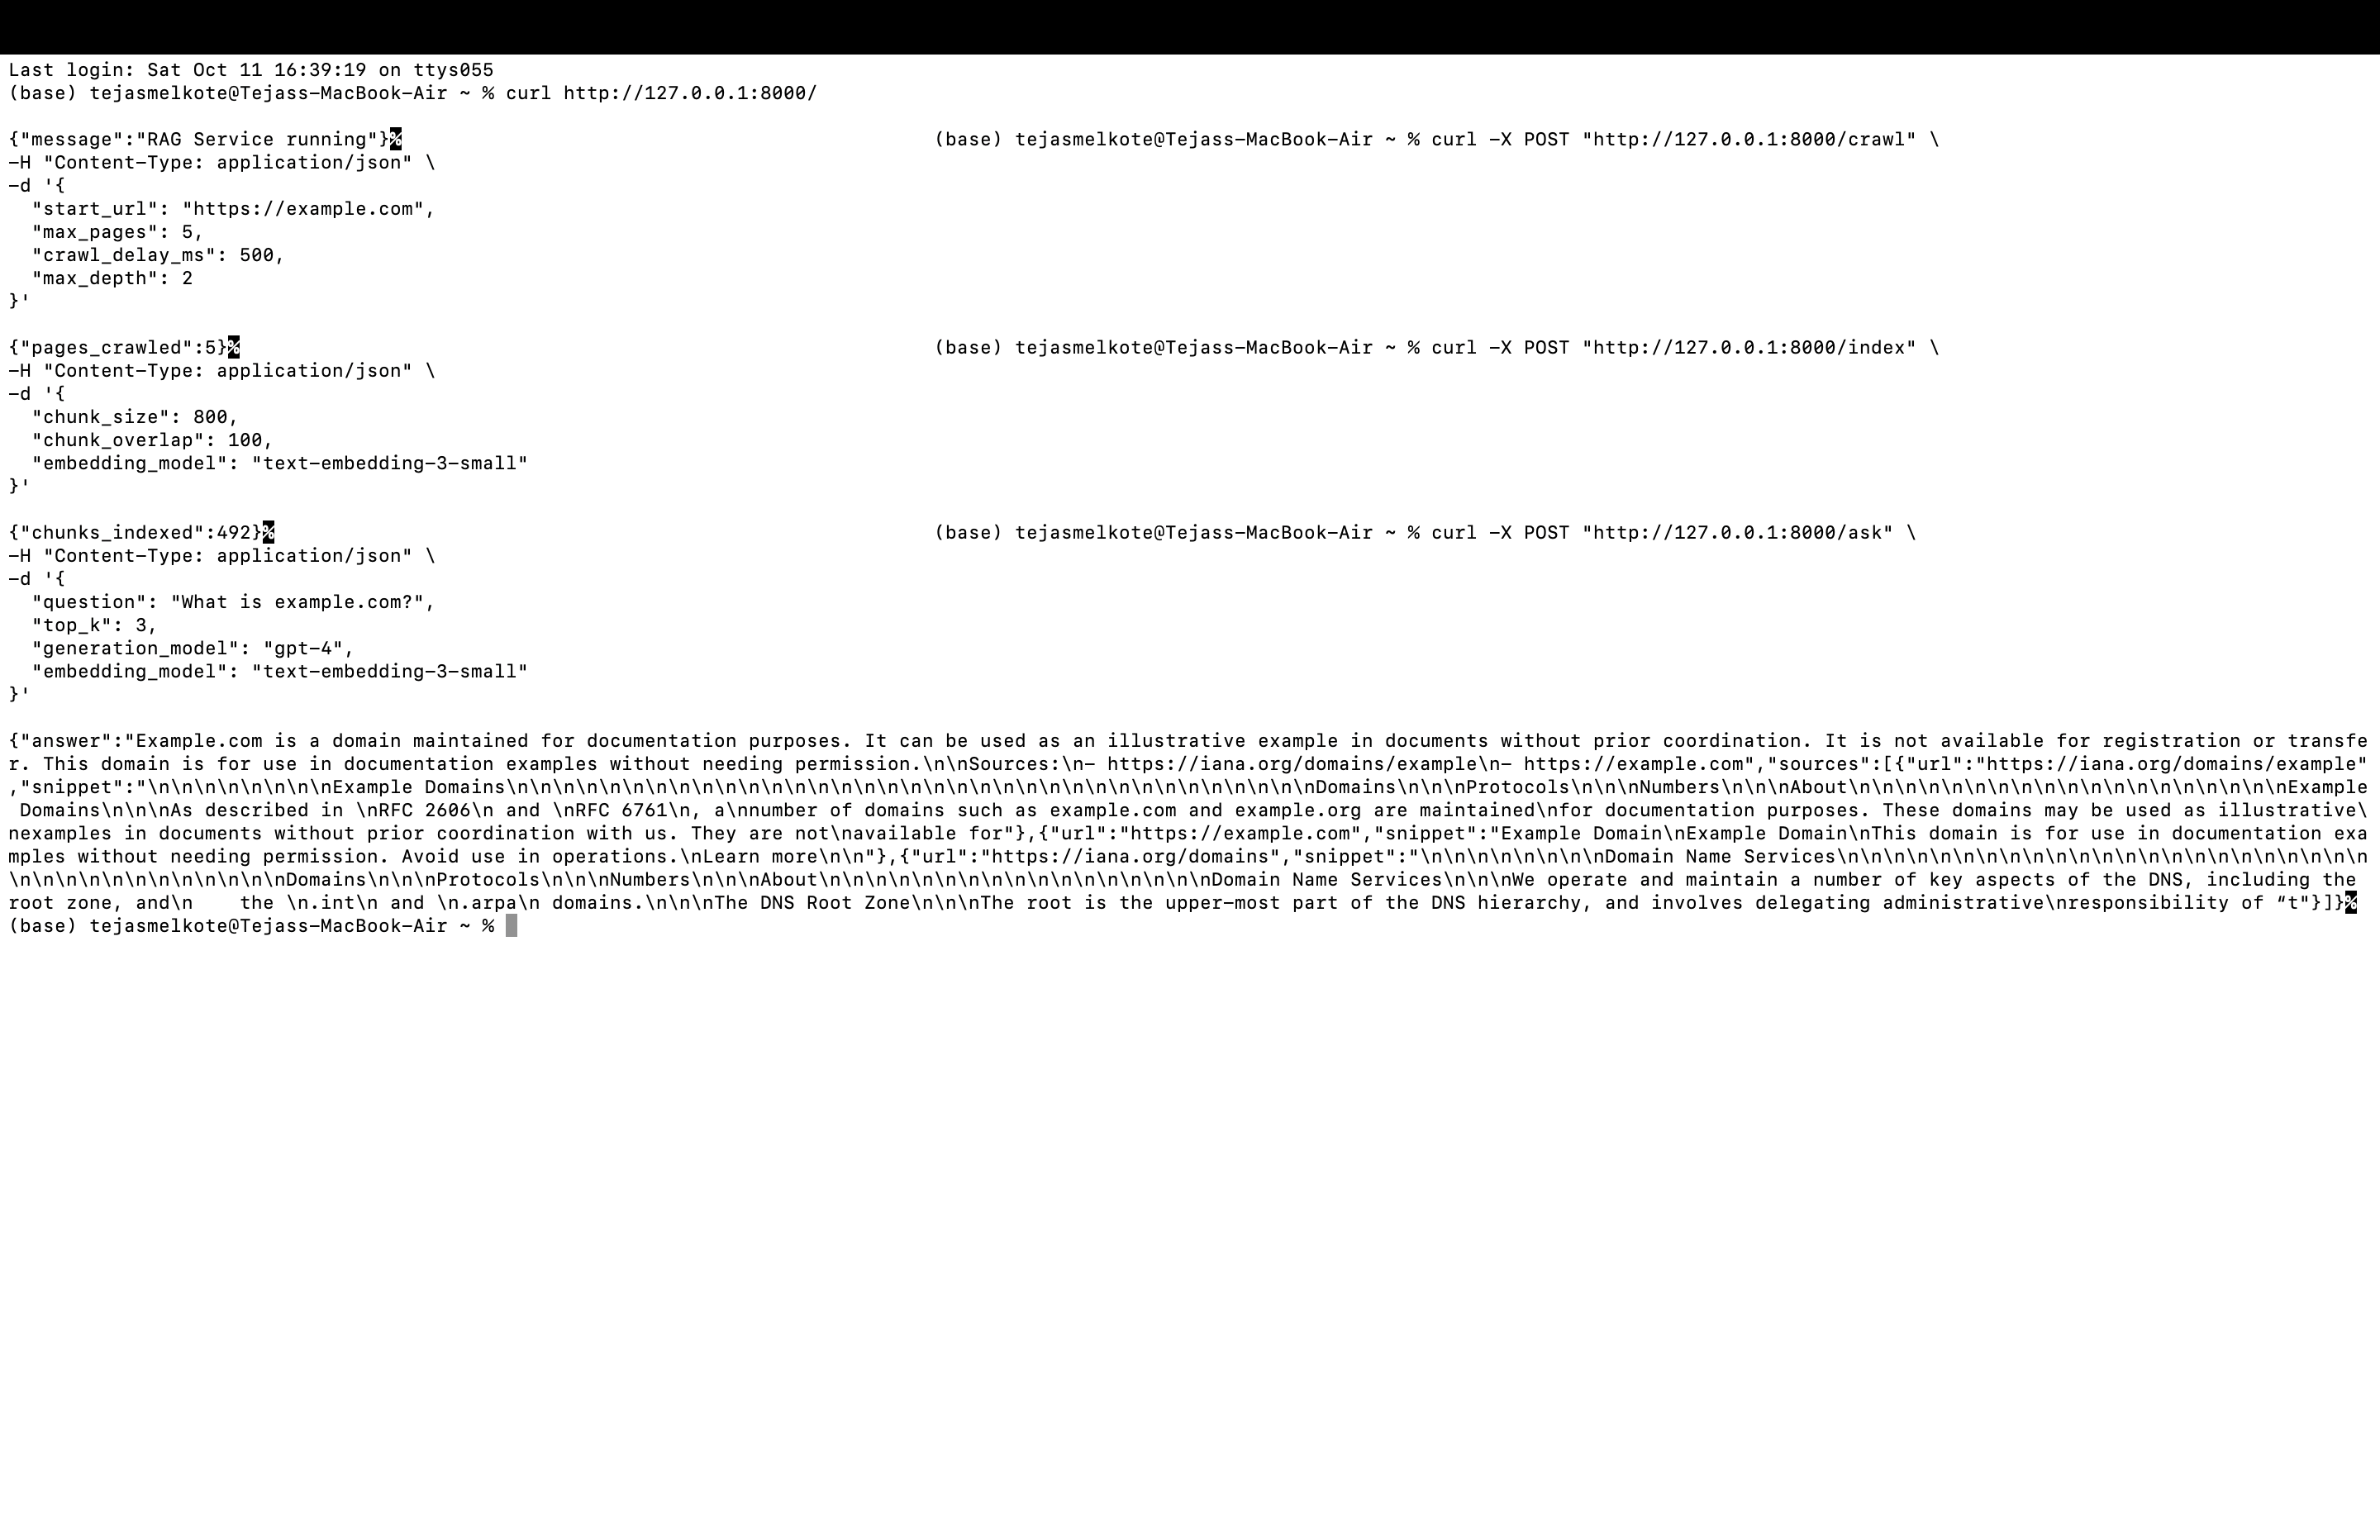 Last login: Sat Oct 11 16:39:19 on ttys055
(base) tejasmelkote@Tejass-MacBook-Air ~ % curl http://127.0.0.1:8000/
{"message":"RAG Service running"}% (base) tejasmelkote@Tejass-MacBook-Air ~ % curl -X POST "http://127.0.0.1:8000/crawl" \
-H "Content-Type: application/json" \
-d '{
  "start_url": "https://example.com",
  "max_pages": 5,
  "crawl_delay_ms": 500,
  "max_depth": 2
}'
{"pages_crawled":5}% (base) tejasmelkote@Tejass-MacBook-Air ~ % curl -X POST "http://127.0.0.1:8000/index" \
-H "Content-Type: application/json" \
-d '{
  "chunk_size": 800,
  "chunk_overlap": 100,
  "embedding_model": "text-embedding-3-small"
}'
{"chunks_indexed":492}% (base) tejasmelkote@Tejass-MacBook-Air ~ % curl -X POST "http://127.0.0.1:8000/ask" \
-H "Content-Type: application/json" \
-d '{
  "question": "What is example.com?",
  "top_k": 3,
  "generation_model": "gpt-4",
  "embedding_model": "text-embedding-3-small"
}'
{"answer":"Example.com is a domain maintained for documentation purposes. It can be used as an illustrative example in documents without prior coordination. It is not available for registration or transfe
r. This domain is for use in documentation examples without needing permission.\n\nSources:\n- https://iana.org/domains/example\n- https://example.com","sources":[{"url":"https://iana.org/domains/example"
,"snippet":"\n\n\n\n\n\n\n\nExample Domains\n\n\n\n\n\n\n\n\n\n\n\n\n\n\n\n\n\n\n\n\n\n\n\n\n\n\n\n\n\n\n\n\n\n\n\nDomains\n\n\nProtocols\n\n\nNumbers\n\n\nAbout\n\n\n\n\n\n\n\n\n\n\n\n\n\n\n\n\n\n\nExample
 Domains\n\n\nAs described in \nRFC 2606\n and \nRFC 6761\n, a\nnumber of domains such as example.com and example.org are maintained\nfor documentation purposes. These domains may be used as illustrative\
nexamples in documents without prior coordination with us. They are not\navailable for"},{"url":"https://example.com","snippet":"Example Domain\nExample Domain\nThis domain is for use in documentation exa
mples without needing permission. Avoid use in operations.\nLearn more\n\n"},{"url":"https://iana.org/domains","snippet":"\n\n\n\n\n\n\n\nDomain Name Services\n\n\n\n\n\n\n\n\n\n\n\n\n\n\n\n\n\n\n\n\n\n\n
\n\n\n\n\n\n\n\n\n\n\n\nDomains\n\n\nProtocols\n\n\nNumbers\n\n\nAbout\n\n\n\n\n\n\n\n\n\n\n\n\n\n\n\n\nDomain Name Services\n\n\nWe operate and maintain a number of key aspects of the DNS, including the
root zone, and\n    the \n.int\n and \n.arpa\n domains.\n\n\nThe DNS Root Zone\n\n\nThe root is the upper-most part of the DNS hierarchy, and involves delegating administrative\nresponsibility of “t"}]}%
(base) tejasmelkote@Tejass-MacBook-Air ~ %